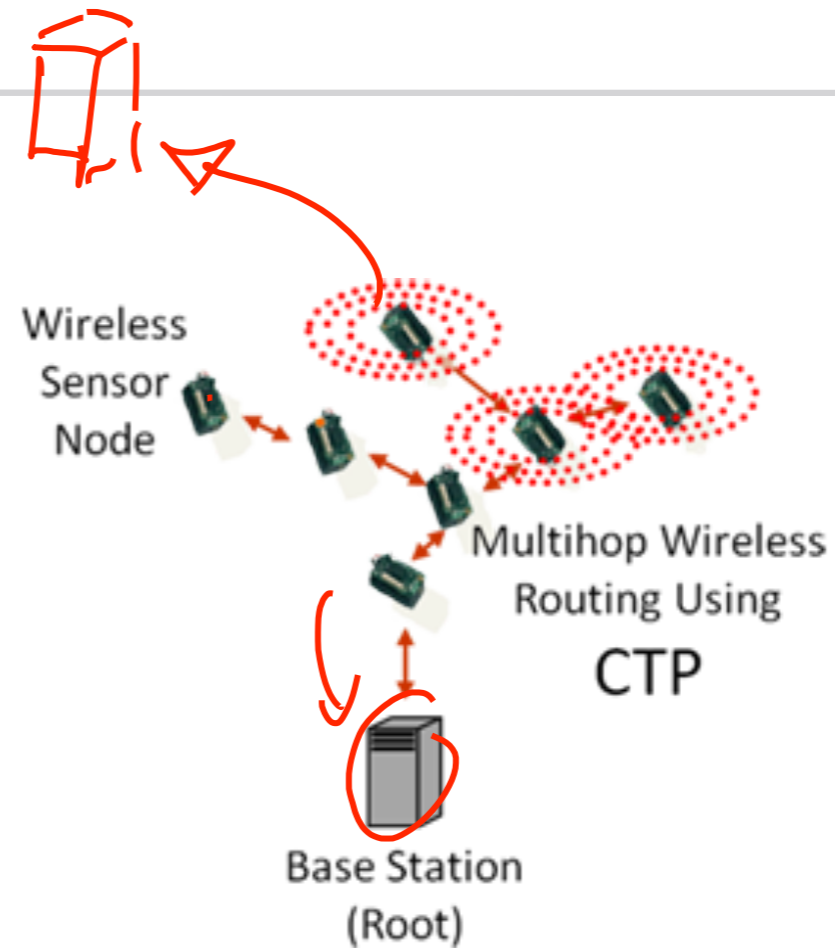 Wireless
Sensor
Node
Multihop Wireless
Routing Using
CTP
Base Station
(Root)